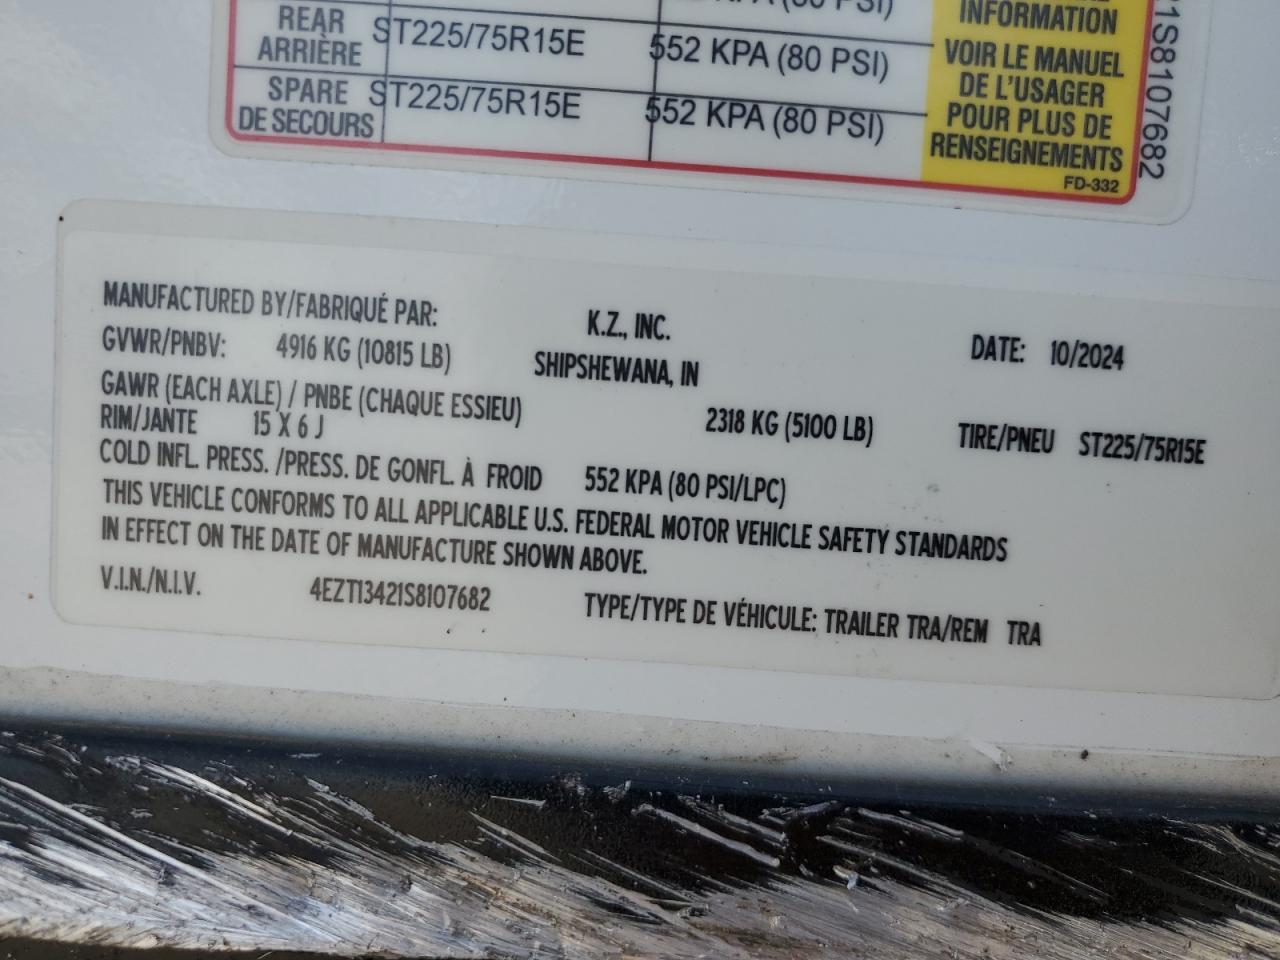 KPA (80 PSI)
INFORMATION
REAR ST225/75R15E 552 KPA (80 PSI)
ARRIÈRE
SPARE ST225/75R15E 552 KPA (80 PSI)
DE SECOURS
VOIR LE MANUEL
DE L'USAGER
POUR PLUS DE
RENSEIGNEMENTS
FD-332
1S8107682
MANUFACTURED BY/FABRIQUÉ PAR: K.Z., INC. DATE: 10/2024
GVWR/PNBV: 4916 KG (10815 LB) SHIPSHEWANA, IN
GAWR (EACH AXLE) / PNBE (CHAQUE ESSIEU) 2318 KG (5100 LB) TIRE/PNEU ST225/75R15E
RIM/JANTE 15 X 6 J
COLD INFL. PRESS. /PRESS. DE GONFL. À FROID 552 KPA (80 PSI/LPC)
THIS VEHICLE CONFORMS TO ALL APPLICABLE U.S. FEDERAL MOTOR VEHICLE SAFETY STANDARDS
IN EFFECT ON THE DATE OF MANUFACTURE SHOWN ABOVE.
V.I.N./N.I.V. 4EZT13421S8107682 TYPE/TYPE DE VÉHICULE: TRAILER TRA/REM TRA